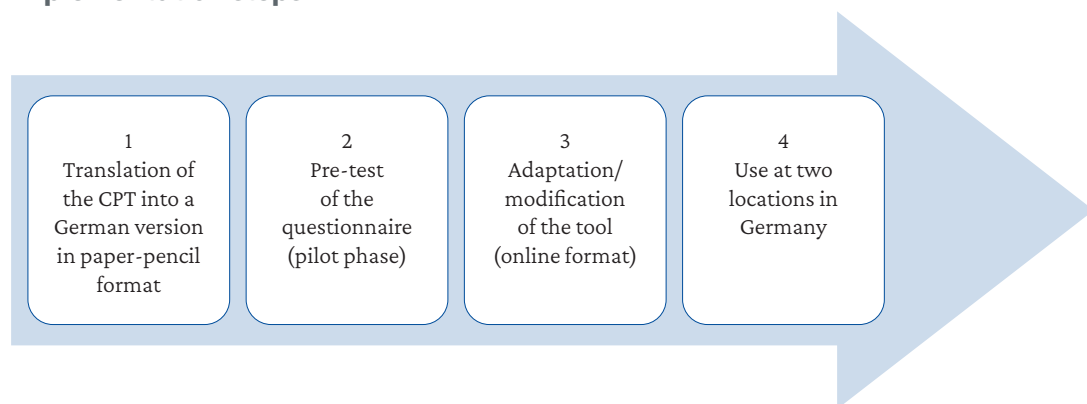 1
Translation of
the CPT into a
German version
in paper-pencil
format
2
Pre-test
of the
questionnaire
(pilot phase)
3
Adaptation/
modification
of the tool
(online format)
4
Use at two
locations in
Germany